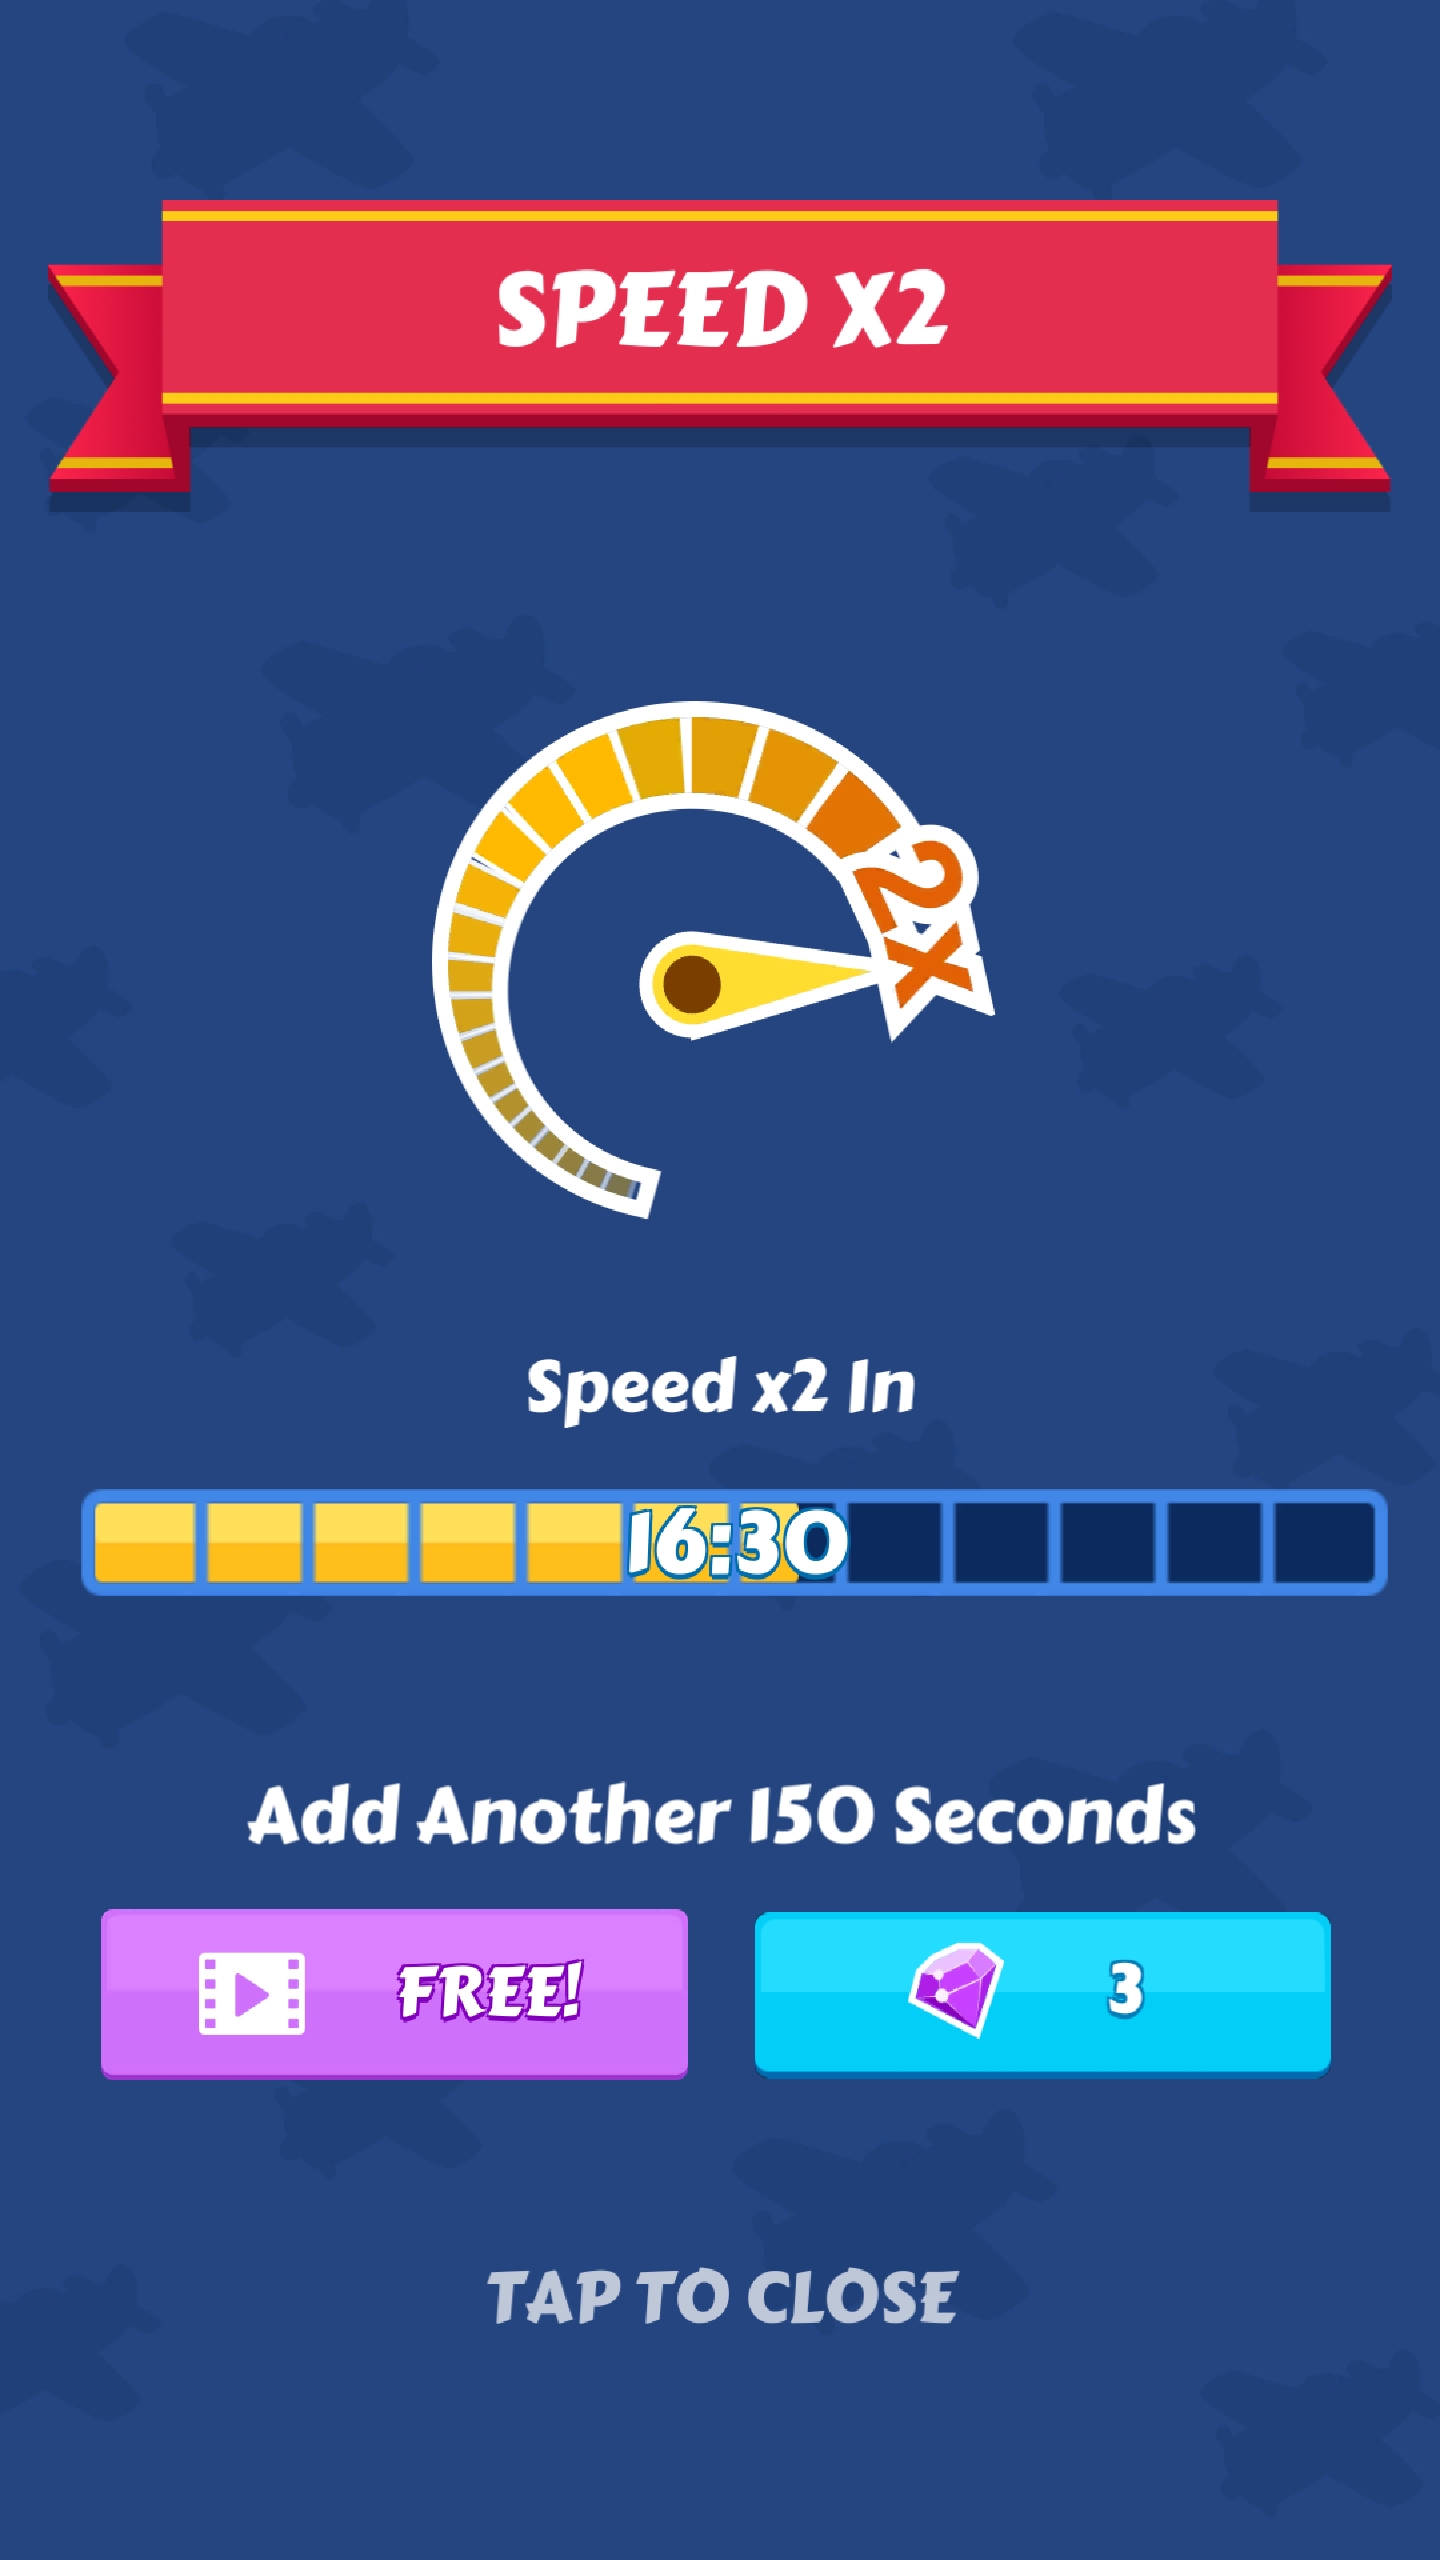 SPEED X2
2x
Speed x2 In
16:30
Add Another 150 Seconds
FREE!
3
TAP TO CLOSE